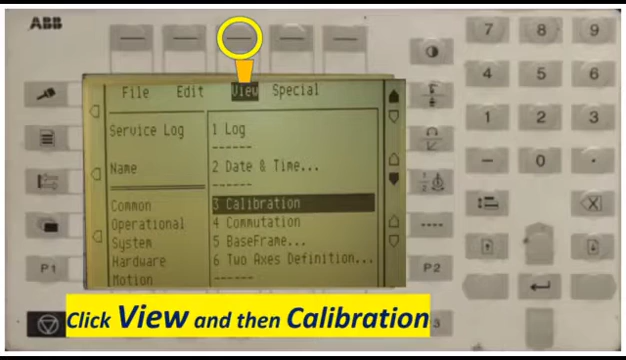 ABB
7 8 9
4 5 6
1 2 3
- 0 .
File Edit View Special
Service Log
Name
Common
Operational
System
Hardware
Motion
1 Log
------
2 Date & Time...
------
3 Calibration
4 Commutation
5 BaseFrame...
6 Two Axes Definition...
------
1
2
P1
P2
3
Click View and then Calibration